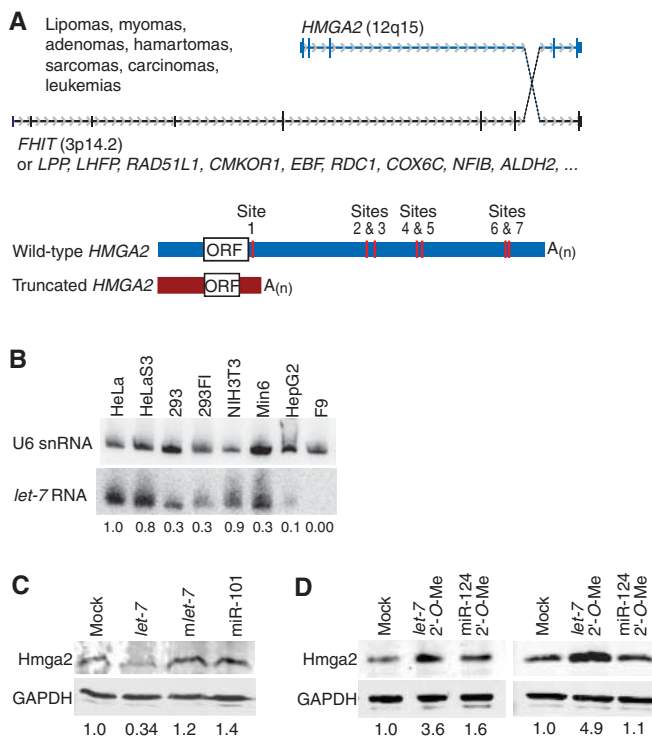 A
Lipomas, myomas,
adenomas, hamartomas,
sarcomas, carcinomas,
leukemias
HMGA2 (12q15)
FHIT (3p14.2)
or LPP, LHFP, RAD51L1, CMKOR1, EBF, RDC1, COX6C, NFIB, ALDH2, ...
Site 1
Sites 2 & 3
Sites 4 & 5
Sites 6 & 7
Wild-type HMGA2 ORF A(n)
Truncated HMGA2 ORF A(n)
B
HeLa HeLaS3 293 293FI NIH3T3 Min6 HepG2 F9
U6 snRNA
let-7 RNA
1.0 0.8 0.3 0.3 0.9 0.3 0.1 0.00
C
Mock let-7 mlet-7 miR-101
Hmga2
GAPDH
1.0 0.34 1.2 1.4
D
Mock let-7 2'-O-Me miR-124 2'-O-Me Mock let-7 2'-O-Me miR-124 2'-O-Me
Hmga2
GAPDH
1.0 3.6 1.6 1.0 4.9 1.1